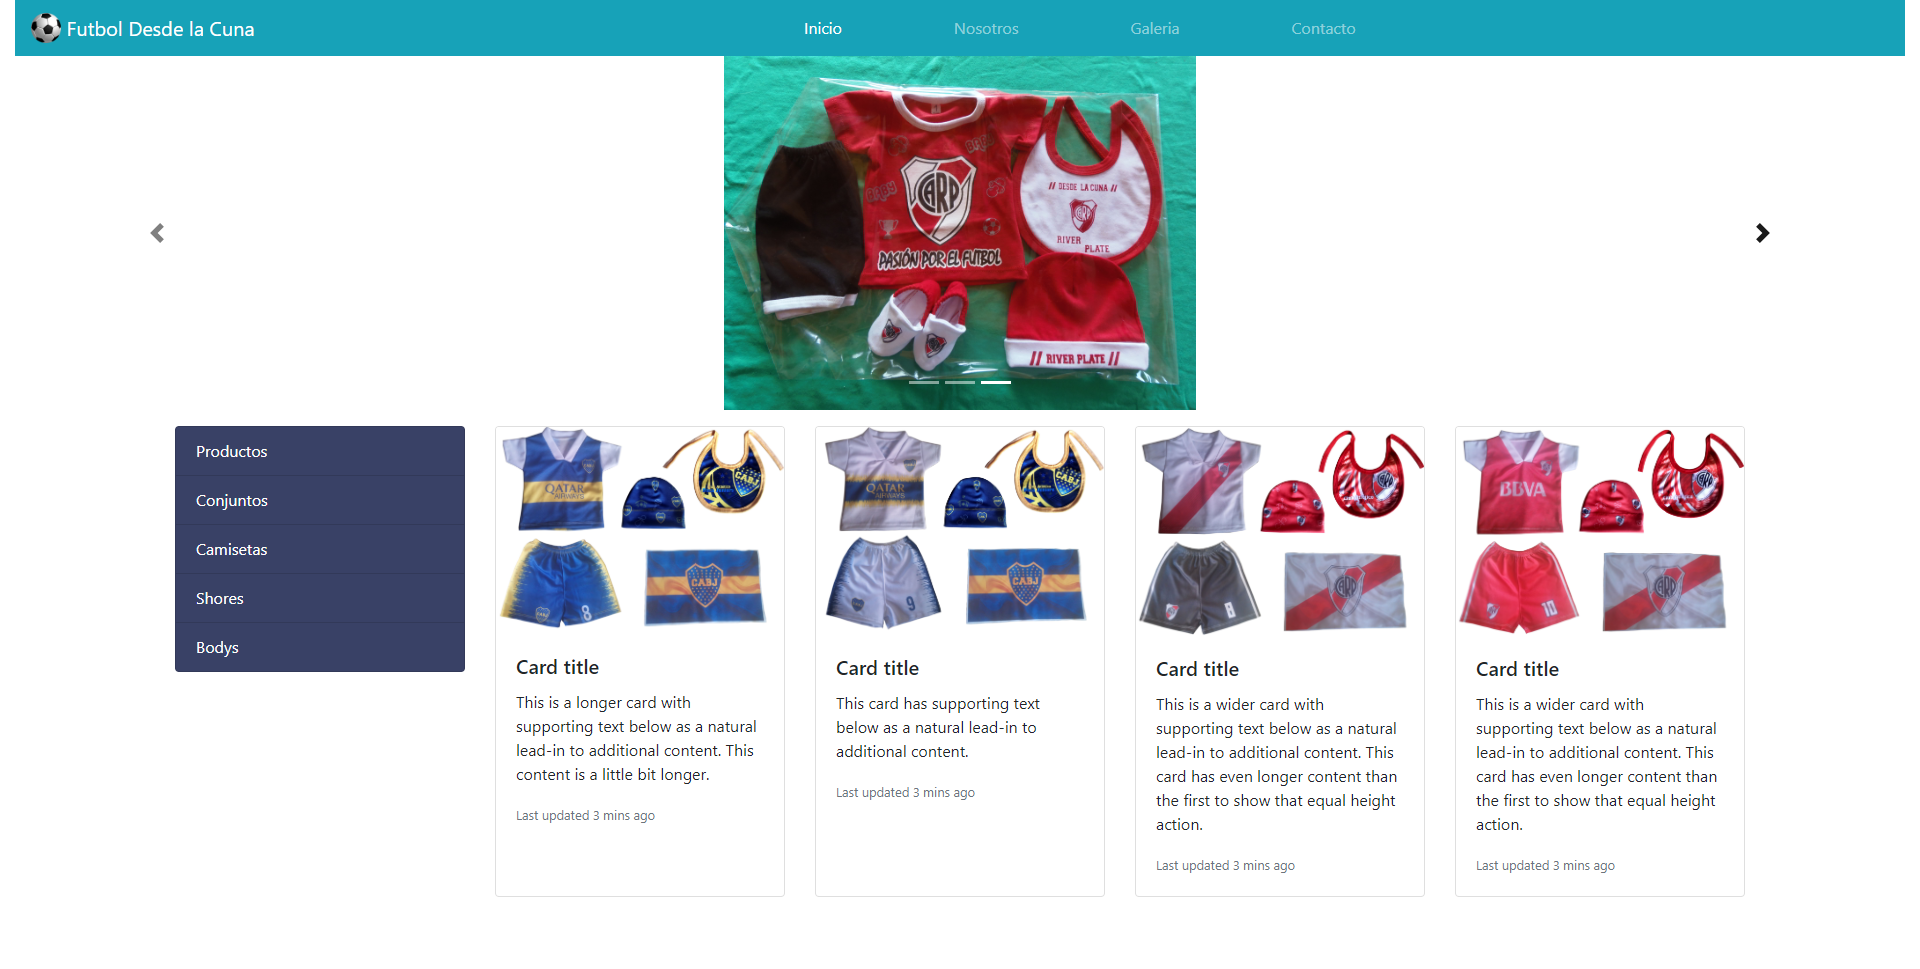 Futbol Desde la Cuna
Inicio
Nosotros
Galeria
Contacto
BABY
BABY
CARP
PASIÓN POR EL FUTBOL
// DESDE LA CUNA //
CARP
RIVER
PLATE
// RIVER PLATE //
Productos
Conjuntos
Camisetas
Shores
Bodys
QATAR
AIRWAYS
CABJ
8
CABJ
Card title
This is a longer card with
supporting text below as a natural
lead-in to additional content. This
content is a little bit longer.
Last updated 3 mins ago
QATAR
AIRWAYS
CABJ
9
CABJ
Card title
This card has supporting text
below as a natural lead-in to
additional content.
Last updated 3 mins ago
8
CARP
Card title
This is a wider card with
supporting text below as a natural
lead-in to additional content. This
card has even longer content than
the first to show that equal height
action.
Last updated 3 mins ago
BBVA
10
CARP
Card title
This is a wider card with
supporting text below as a natural
lead-in to additional content. This
card has even longer content than
the first to show that equal height
action.
Last updated 3 mins ago